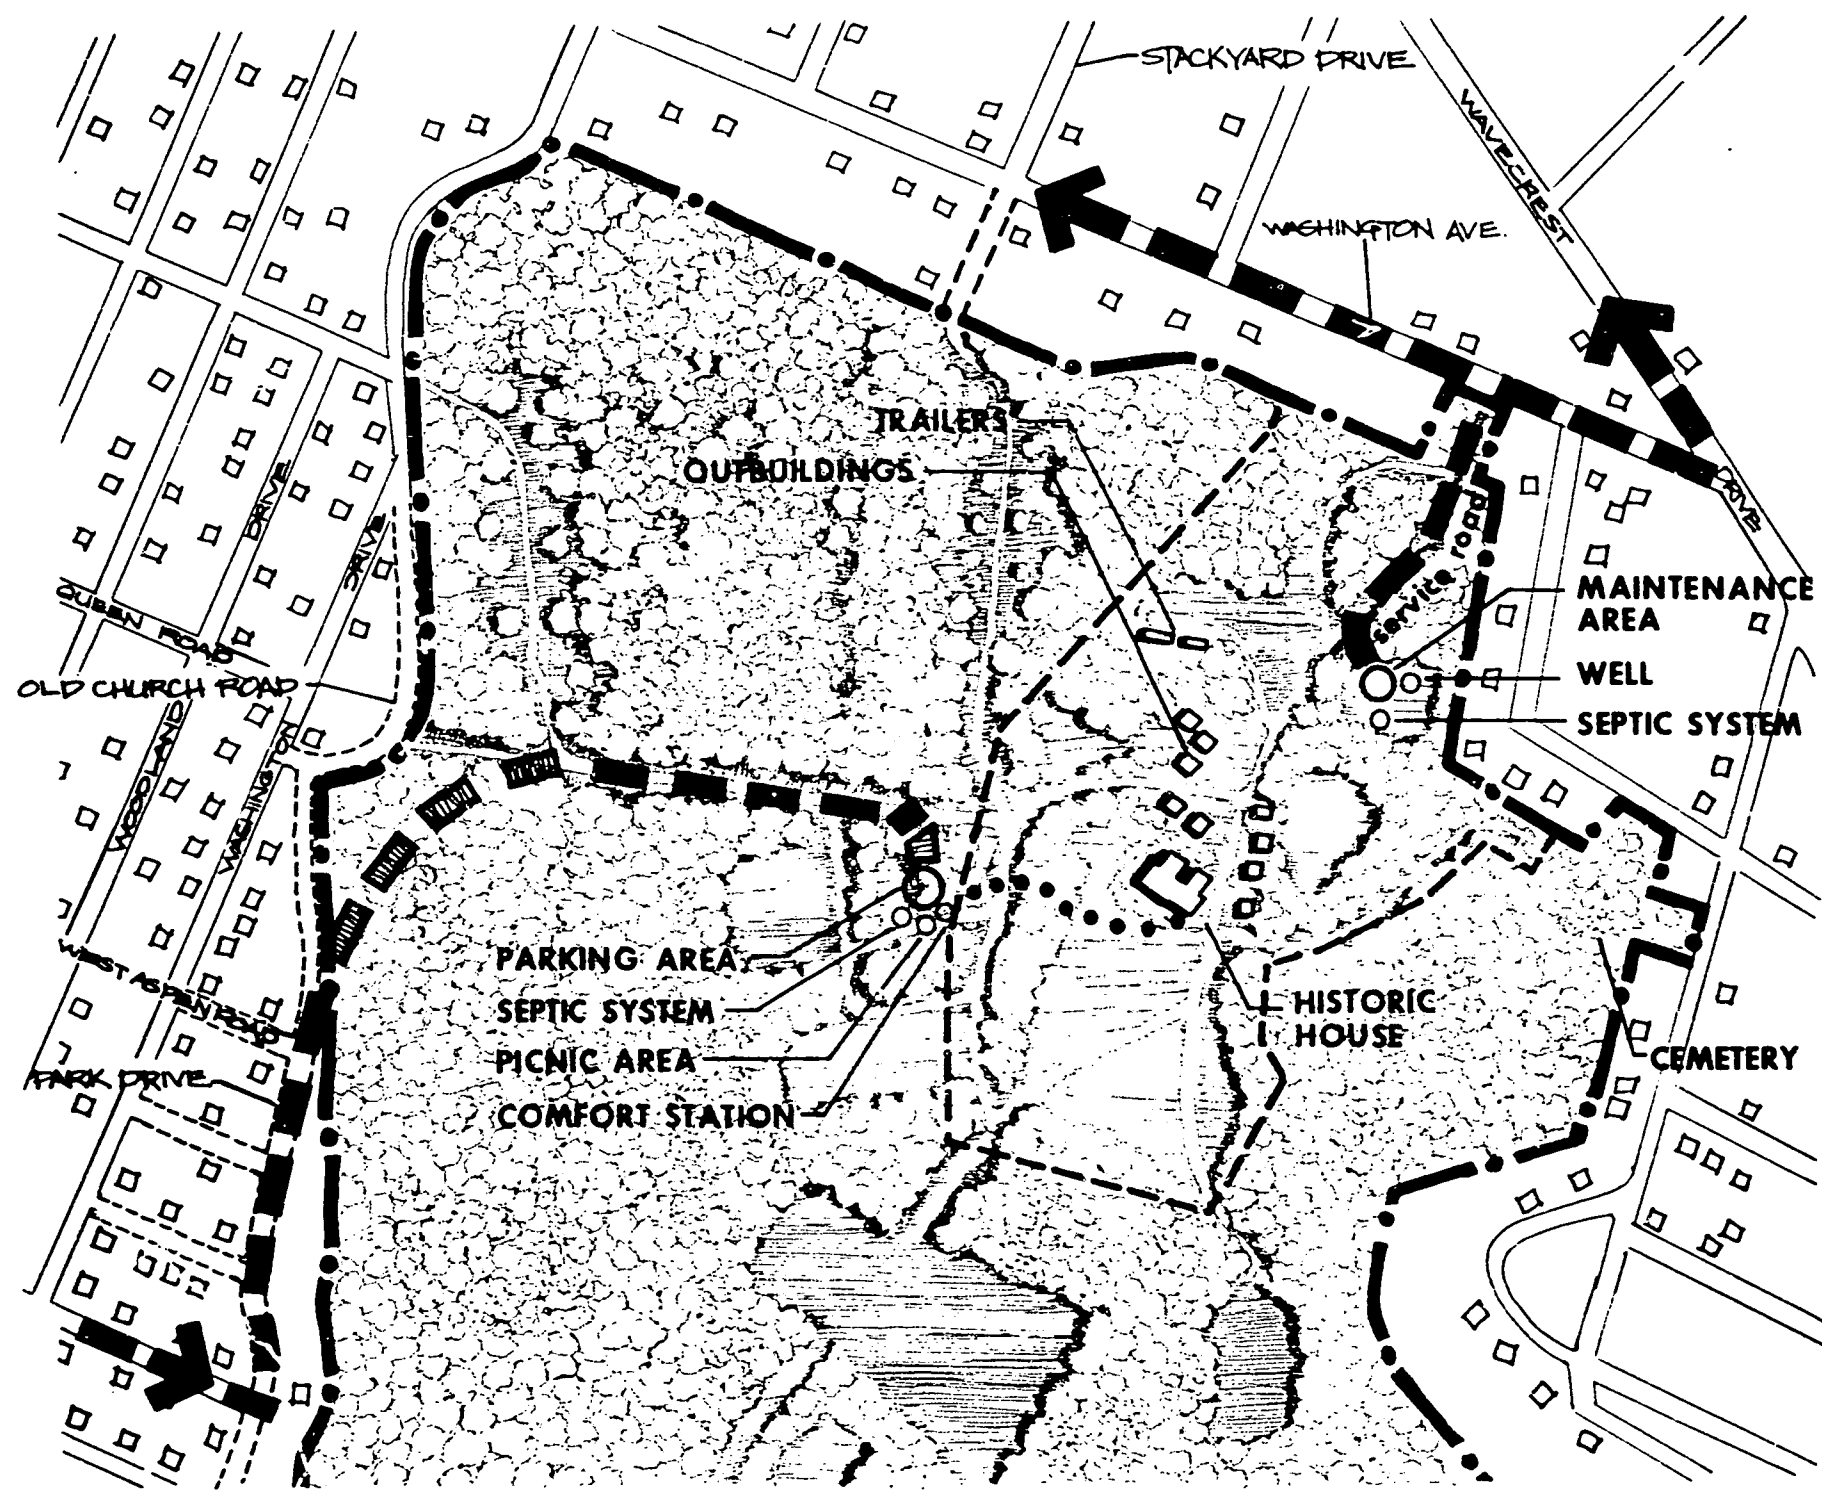 STACKYARD DRIVE
WAVECREST
DRIVE
WASHINGTON AVE.
TRAILERS
OUTBUILDINGS
service road
MAINTENANCE
AREA
WELL
SEPTIC SYSTEM
DRIVE
DRIVE
QUEEN ROAD
OLD CHURCH ROAD
WOODLAND
WASHINGTON
WEST ASPEN ROAD
PARK DRIVE
PARKING AREA
SEPTIC SYSTEM
PICNIC AREA
COMFORT STATION
HISTORIC
HOUSE
CEMETERY